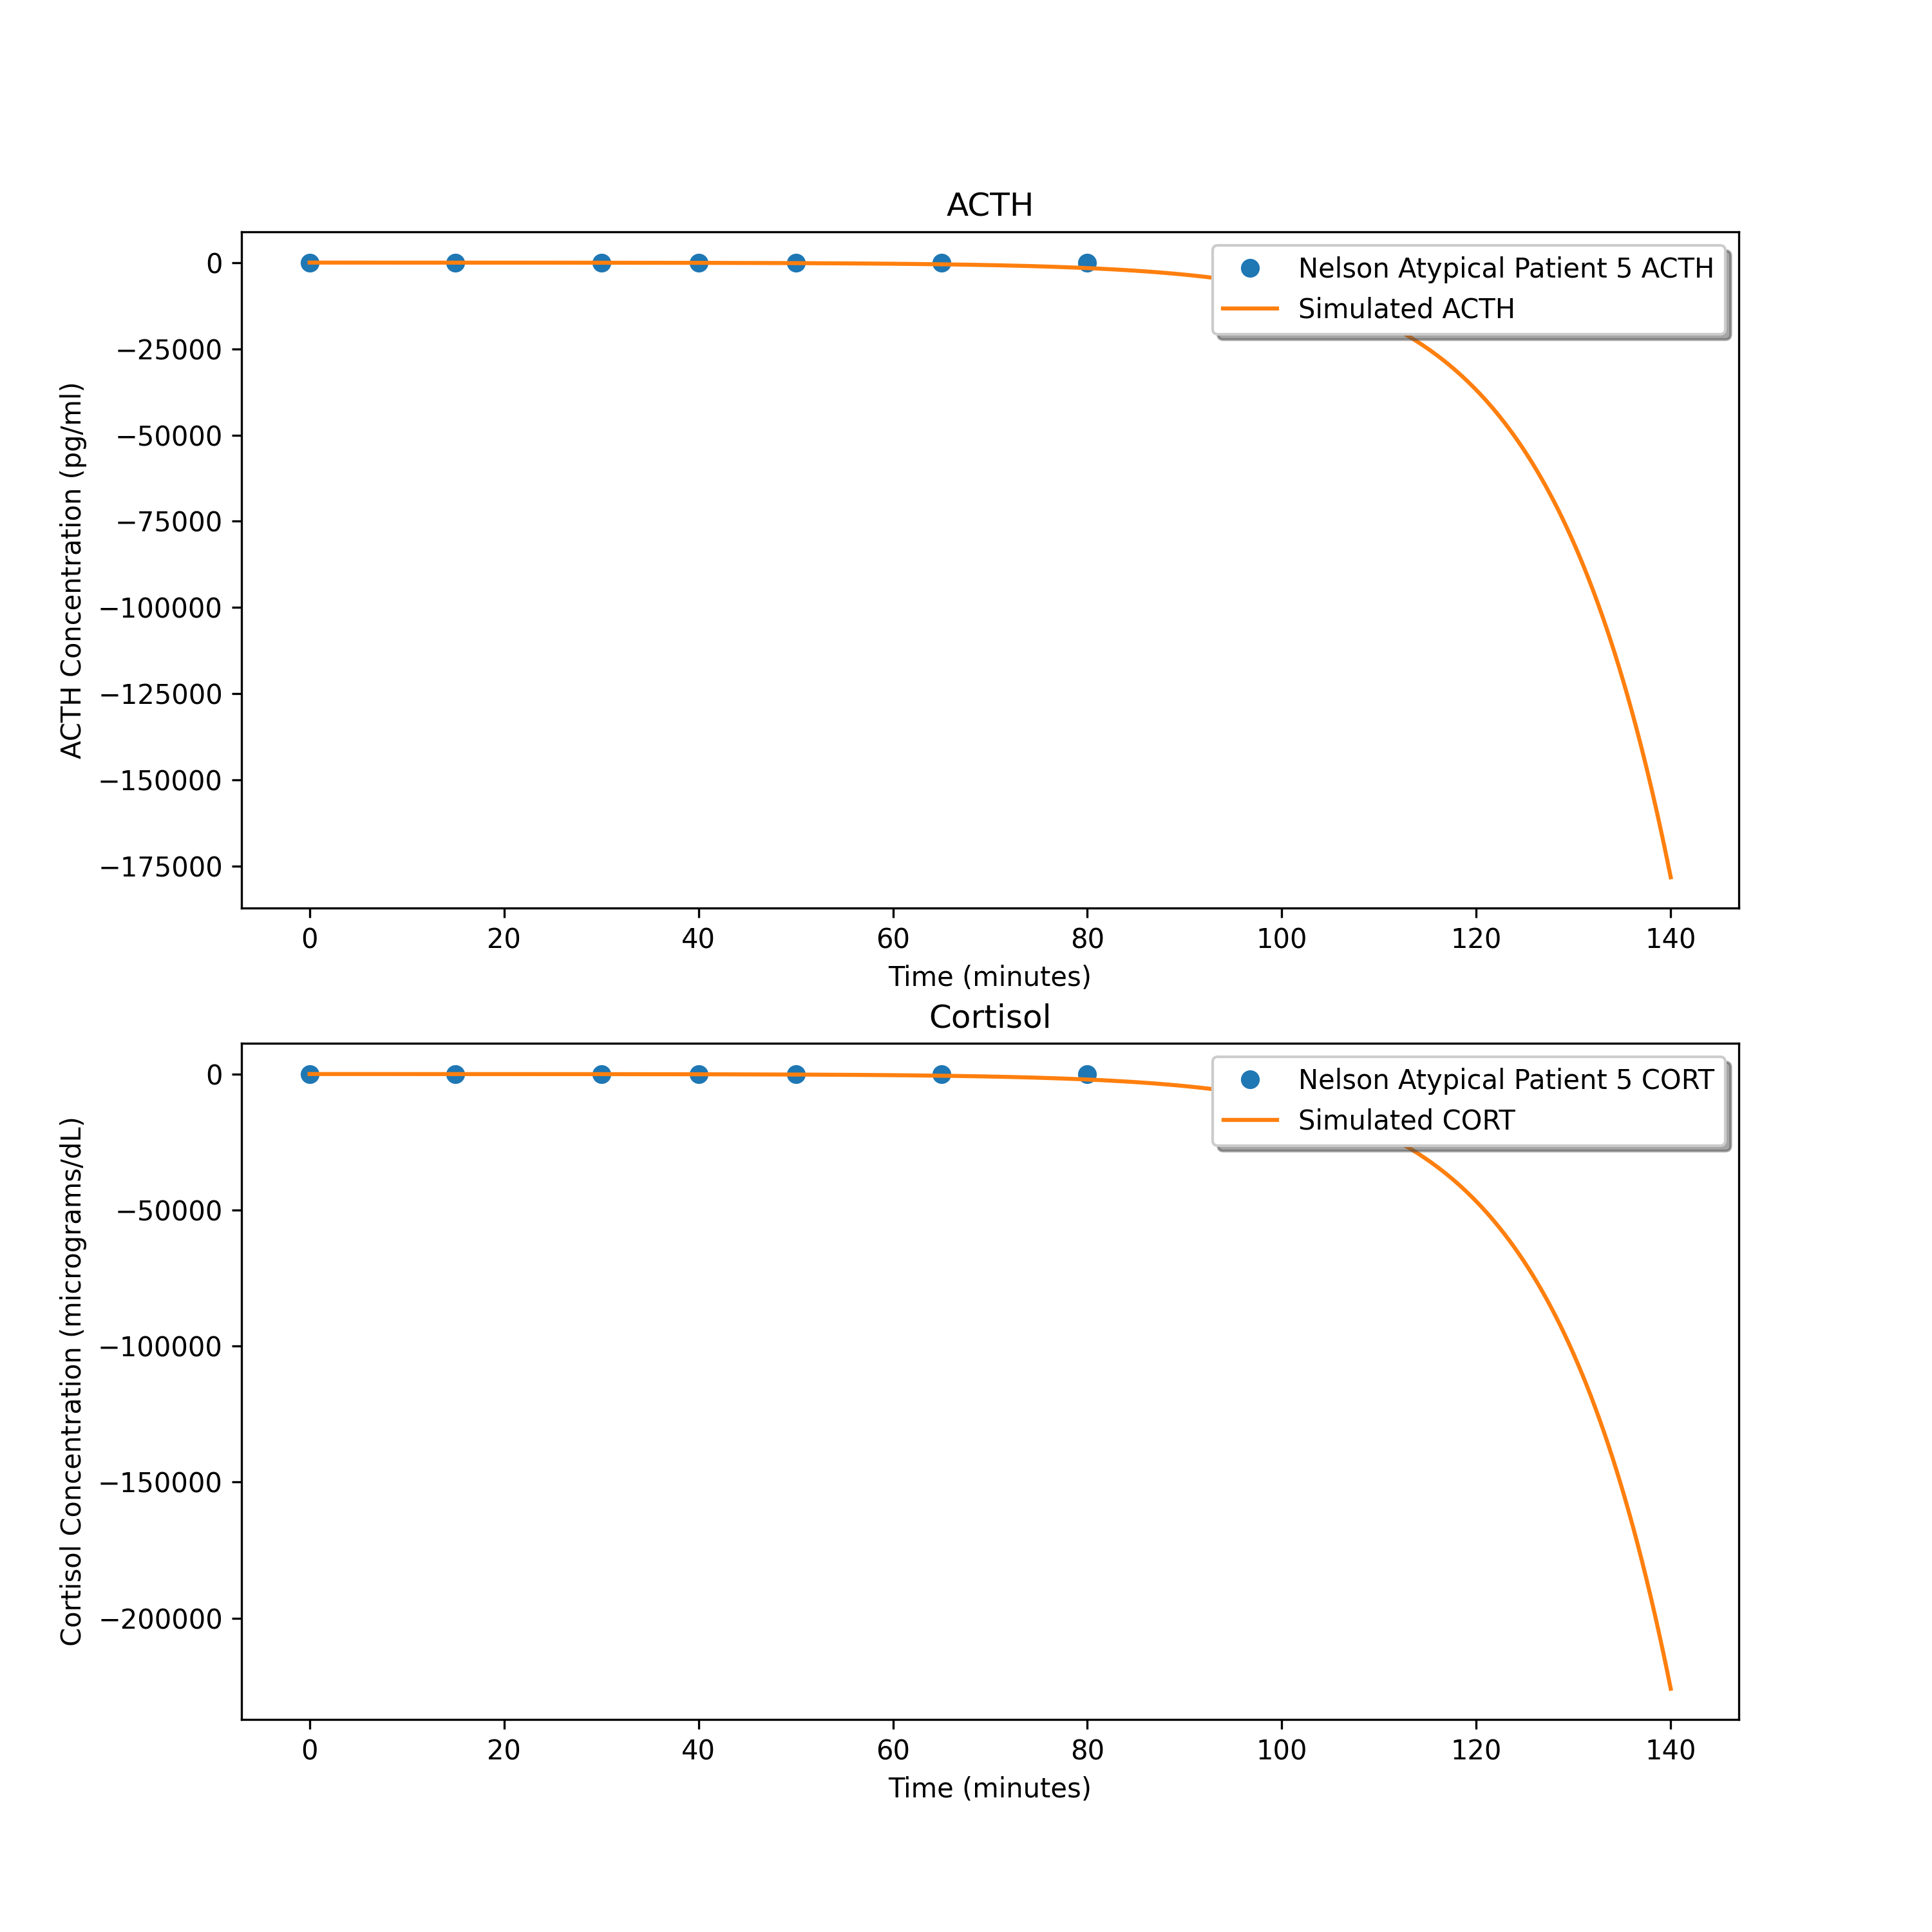 ACTH
0
−25000
−50000
−75000
−100000
−125000
−150000
−175000
ACTH Concentration (pg/ml)
Nelson Atypical Patient 5 ACTH
Simulated ACTH
0 20 40 60 80 100 120 140
Time (minutes)
Cortisol
0
−50000
−100000
−150000
−200000
Cortisol Concentration (micrograms/dL)
Nelson Atypical Patient 5 CORT
Simulated CORT
0 20 40 60 80 100 120 140
Time (minutes)